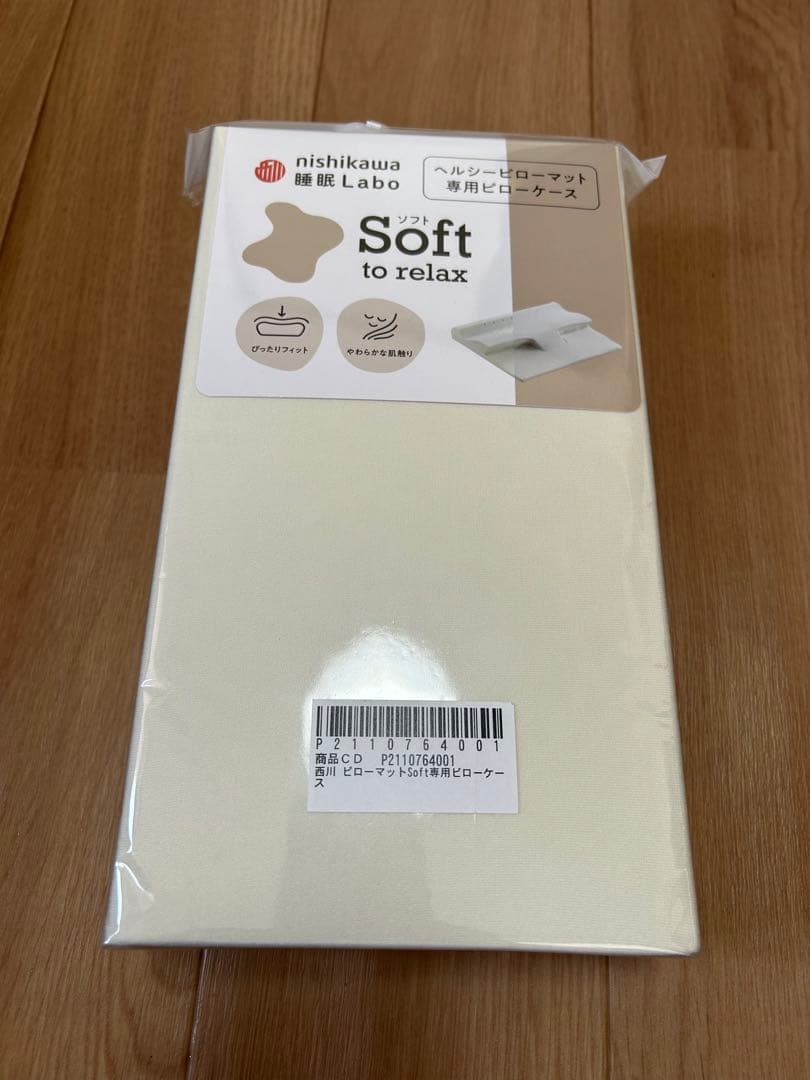 西川
nishikawa
睡眠Labo
ヘルシーピローマット
専用ピローケース
ソフト
Soft
to relax
ぴったりフィット
やわらかな肌触り
P2110764001
商品CD P2110764001
西川 ピローマットSoft専用ピローケー
ス